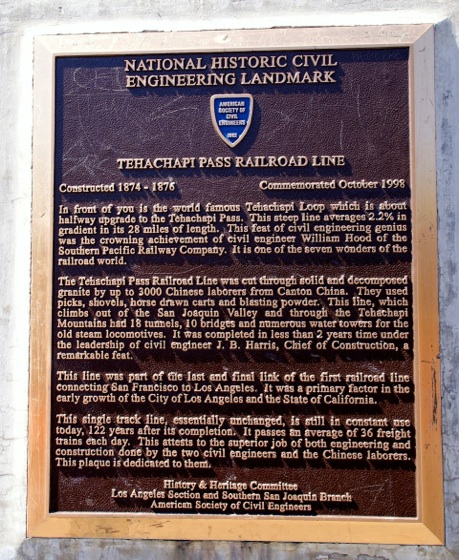 NATIONAL HISTORIC CIVIL
ENGINEERING LANDMARK
AMERICAN
SOCIETY OF
CIVIL
ENGINEERS
1852
TEHACHAPI PASS RAILROAD LINE
Constructed 1874 - 1876 Commemorated October 1998
In front of you is the world famous Tehachapi Loop which is about
halfway upgrade to the Tehachapi Pass. This steep line averages 2.2% in
gradient in its 28 miles of length. This feat of civil engineering genius
was the crowning achievement of civil engineer William Hood of the
Southern Pacific Railway Company. It is one of the seven wonders of the
railroad world.
The Tehachapi Pass Railroad Line was cut through solid and decomposed
granite by up to 3000 Chinese laborers from Canton China. They used
picks, shovels, horse drawn carts and blasting powder. This line, which
climbs out of the San Joaquin Valley and through the Tehachapi
Mountains had 18 tunnels, 10 bridges and numerous water towers for the
old steam locomotives. It was completed in less than 2 years time under
the leadership of civil engineer J. B. Harris, Chief of Construction, a
remarkable feat.
This line was part of the last and final link of the first railroad line
connecting San Francisco to Los Angeles. It was a primary factor in the
early growth of the City of Los Angeles and the State of California.
This single track line, essentially unchanged, is still in constant use
today, 122 years after its completion. It passes an average of 36 freight
trains each day. This attests to the superior job of both engineering and
construction done by the two civil engineers and the Chinese laborers.
This plaque is dedicated to them.
History & Heritage Committee
Los Angeles Section and Southern San Joaquin Branch
American Society of Civil Engineers